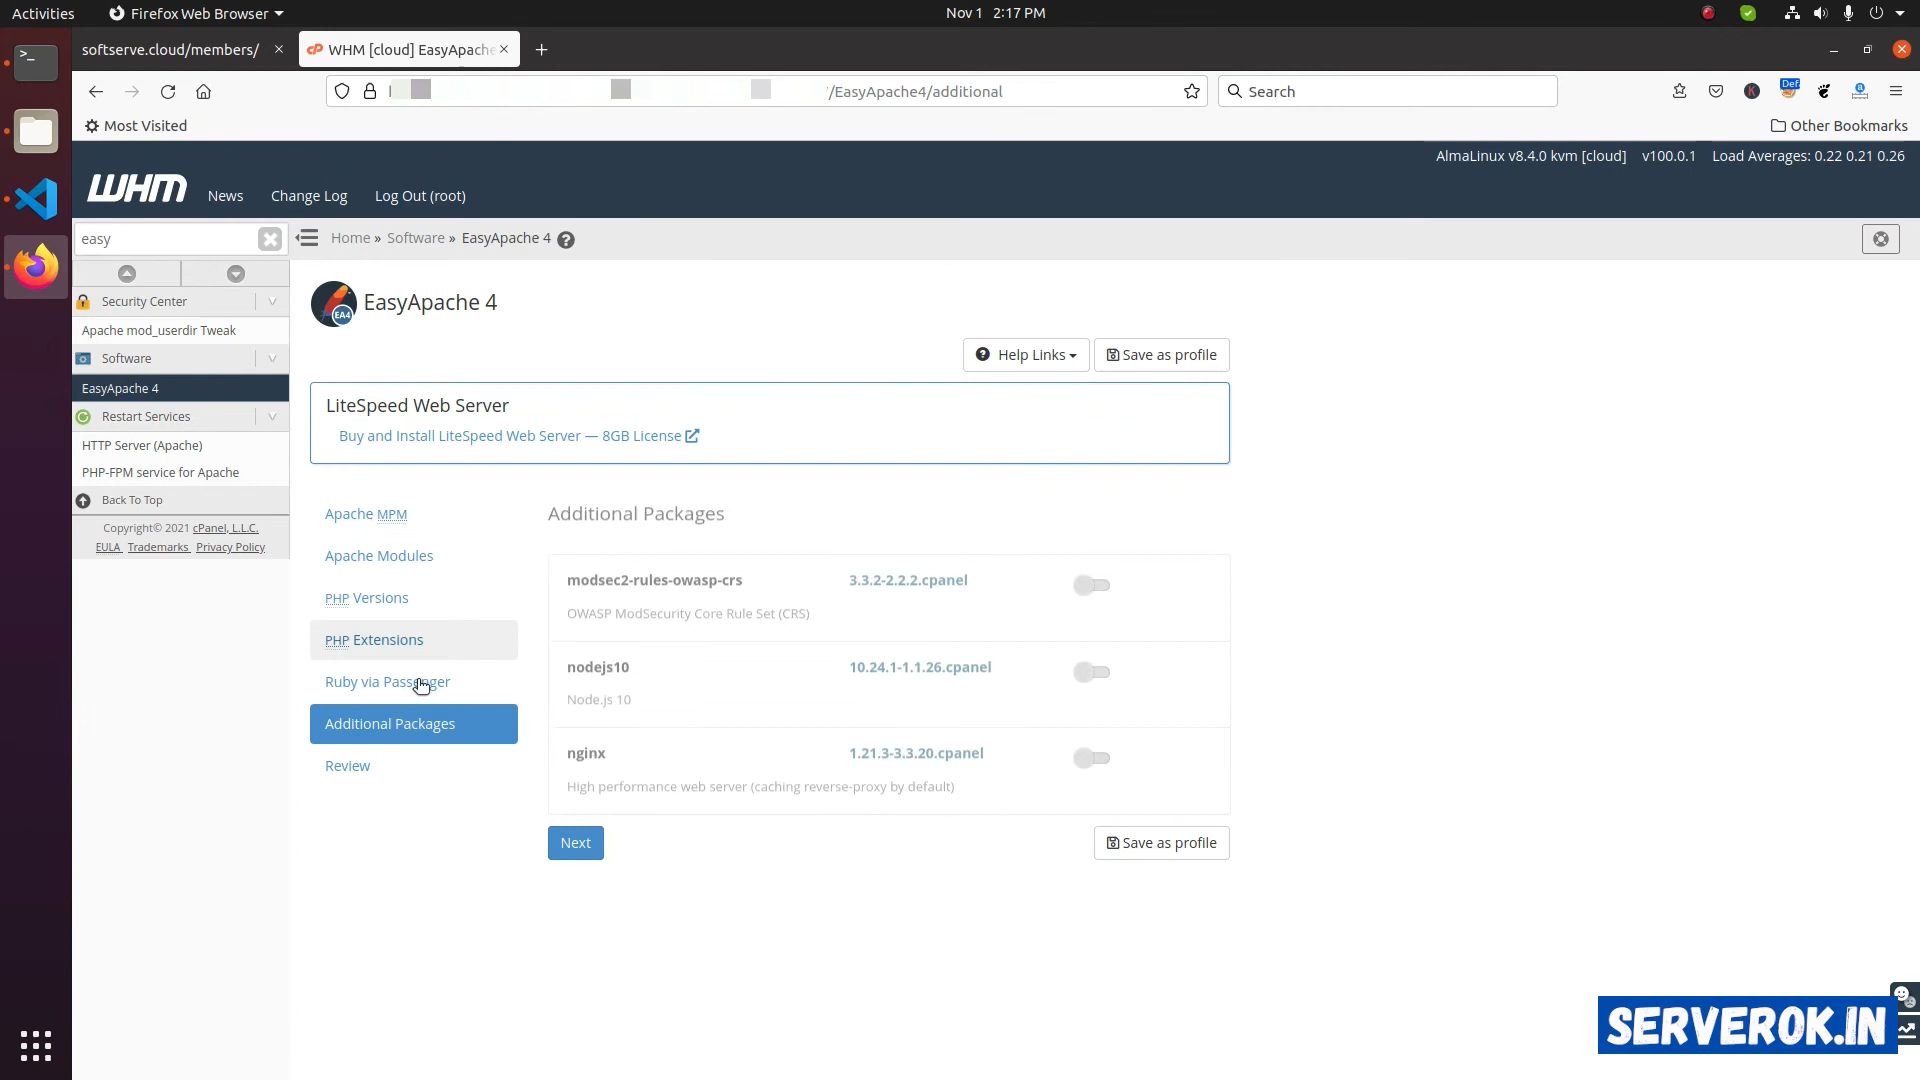 Activities
Firefox Web Browser
Nov 1 2:17 PM
softserve.cloud/members/
WHM [cloud] EasyApache
/EasyApache4/additional
Search
Def
Most Visited
Other Bookmarks
AlmaLinux v8.4.0 kvm [cloud] v100.0.1 Load Averages: 0.22 0.21 0.26
WHM
News
Change Log
Log Out (root)
easy
Home » Software » EasyApache 4
Security Center
Apache mod_userdir Tweak
Software
EasyApache 4
Restart Services
HTTP Server (Apache)
PHP-FPM service for Apache
Back To Top
Copyright© 2021 cPanel, L.L.C.
EULA Trademarks Privacy Policy
EA4
EasyApache 4
Help Links
Save as profile
LiteSpeed Web Server
Buy and Install LiteSpeed Web Server — 8GB License
Apache MPM
Apache Modules
PHP Versions
PHP Extensions
Ruby via Passenger
Additional Packages
Review
Additional Packages
modsec2-rules-owasp-crs
3.3.2-2.2.2.cpanel
OWASP ModSecurity Core Rule Set (CRS)
nodejs10
10.24.1-1.1.26.cpanel
Node.js 10
nginx
1.21.3-3.3.20.cpanel
High performance web server (caching reverse-proxy by default)
Next
Save as profile
SERVEROK.IN